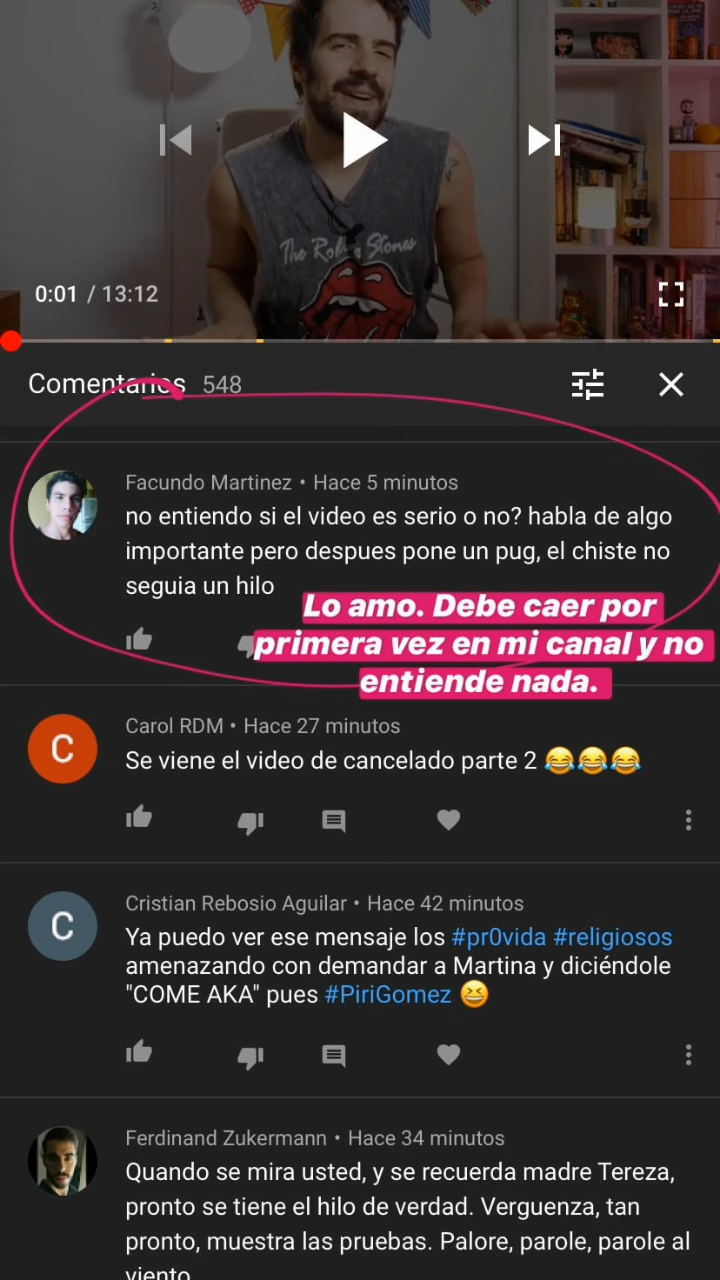 The Rolling Stones
0:01 / 13:12
Comentarios 548
Facundo Martinez • Hace 5 minutos
no entiendo si el video es serio o no? habla de algo
importante pero despues pone un pug, el chiste no
seguia un hilo
Lo amo. Debe caer por
primera vez en mi canal y no
entiende nada.
C
Carol RDM • Hace 27 minutos
Se viene el video de cancelado parte 2 😂😂😂
C
Cristian Rebosio Aguilar • Hace 42 minutos
Ya puedo ver ese mensaje los #pr0vida #religiosos
amenazando con demandar a Martina y diciéndole
"COME AKA" pues #PiriGomez 😆
Ferdinand Zukermann • Hace 34 minutos
Quando se mira usted, y se recuerda madre Tereza,
pronto se tiene el hilo de verdad. Verguenza, tan
pronto, muestra las pruebas. Palore, parole, parole al
viento